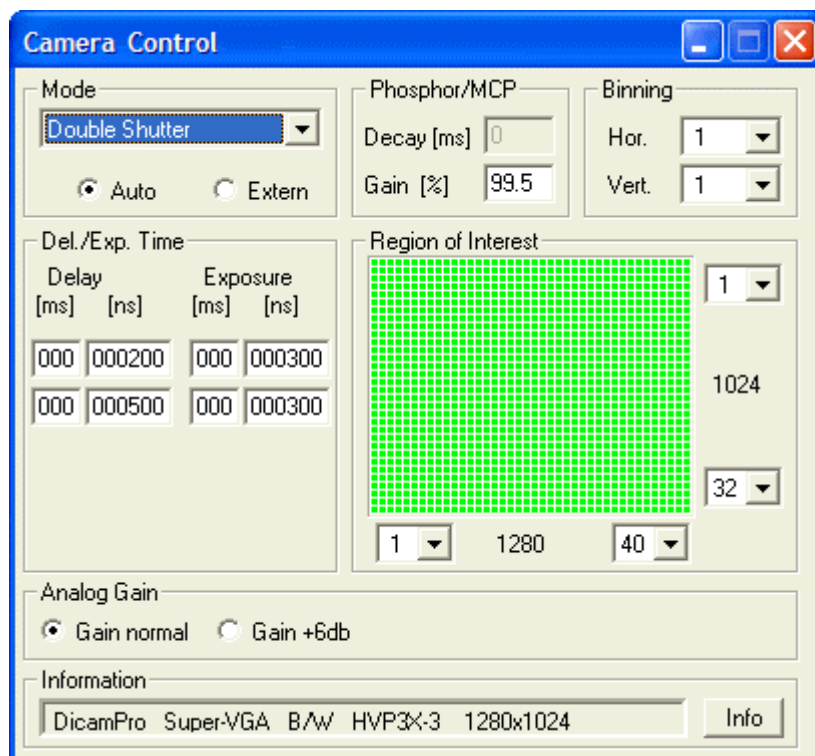 Camera Control
Mode
Double Shutter
Auto Extern
Phosphor/MCP
Decay [ms] 0
Gain [%] 99.5
Binning
Hor. 1
Vert. 1
Del./Exp. Time
Delay Exposure
[ms] [ns] [ms] [ns]
000 000200 000 000300
000 000500 000 000300
Region of Interest
1
1024
32
1 1280 40
Analog Gain
Gain normal Gain +6db
Information
DicamPro Super-VGA B/W HVP3X-3 1280x1024
Info